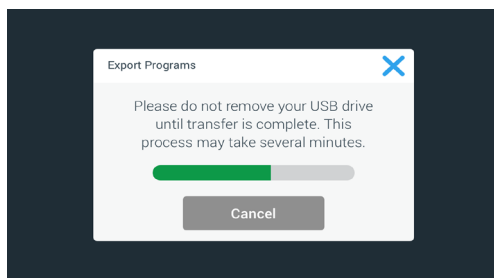 Export Programs
Please do not remove your USB drive
until transfer is complete. This
process may take several minutes.
Cancel